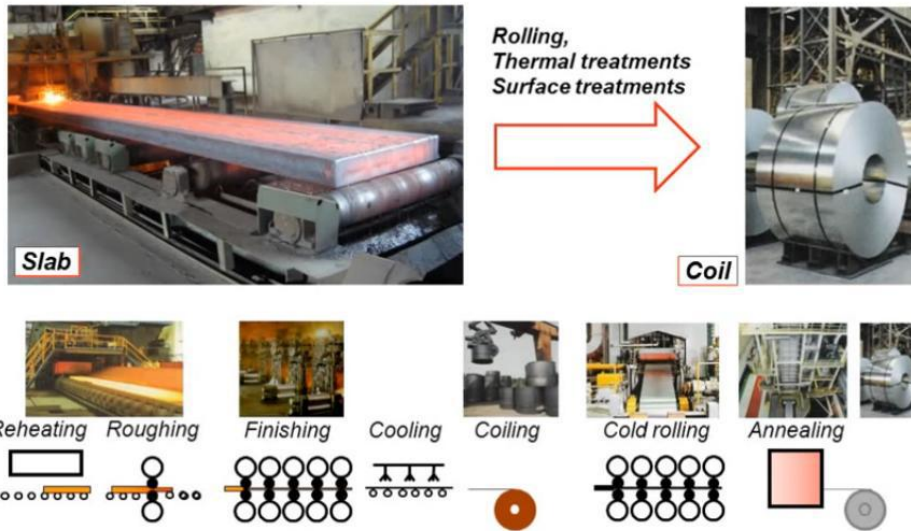 Rolling,
Thermal treatments
Surface treatments
Slab
Coil
Reheating Roughing Finishing Cooling Coiling Cold rolling Annealing